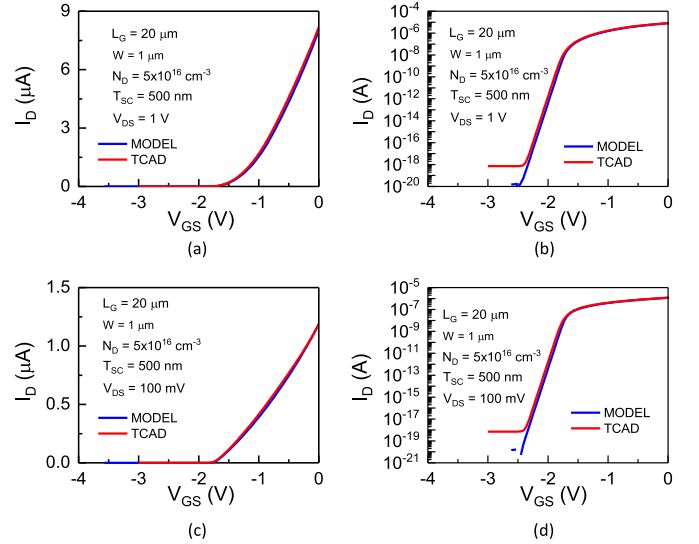 9
6
3
0
I_D (μA)
L_G = 20 μm
W = 1 μm
N_D = 5x10^16 cm^-3
T_SC = 500 nm
V_DS = 1 V
MODEL
TCAD
-4 -3 -2 -1 0
V_GS (V)
(a)
10^-4
10^-6
10^-8
10^-10
10^-12
10^-14
10^-16
10^-18
10^-20
I_D (A)
L_G = 20 μm
W = 1 μm
N_D = 5x10^16 cm^-3
T_SC = 500 nm
V_DS = 1 V
MODEL
TCAD
-4 -3 -2 -1 0
V_GS (V)
(b)
1.5
1.0
0.5
0.0
I_D (μA)
L_G = 20 μm
W = 1 μm
N_D = 5x10^16 cm^-3
T_SC = 500 nm
V_DS = 100 mV
MODEL
TCAD
-4 -3 -2 -1 0
V_GS (V)
(c)
10^-5
10^-7
10^-9
10^-11
10^-13
10^-15
10^-17
10^-19
10^-21
I_D (A)
L_G = 20 μm
W = 1 μm
N_D = 5x10^16 cm^-3
T_SC = 500 nm
V_DS = 100 mV
MODEL
TCAD
-4 -3 -2 -1 0
V_GS (V)
(d)